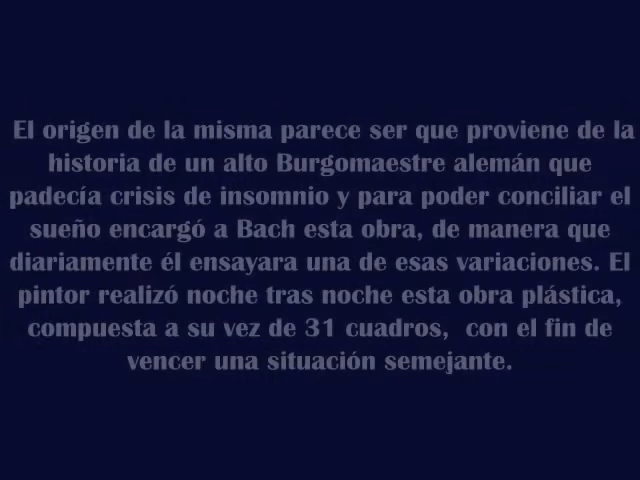 El origen de la misma parece ser que proviene de la
historia de un alto Burgomaestre alemán que
padecía crisis de insomnio y para poder conciliar el
sueño encargó a Bach esta obra, de manera que
diariamente él ensayara una de esas variaciones. El
pintor realizó noche tras noche esta obra plástica,
compuesta a su vez de 31 cuadros, con el fin de
vencer una situación semejante.